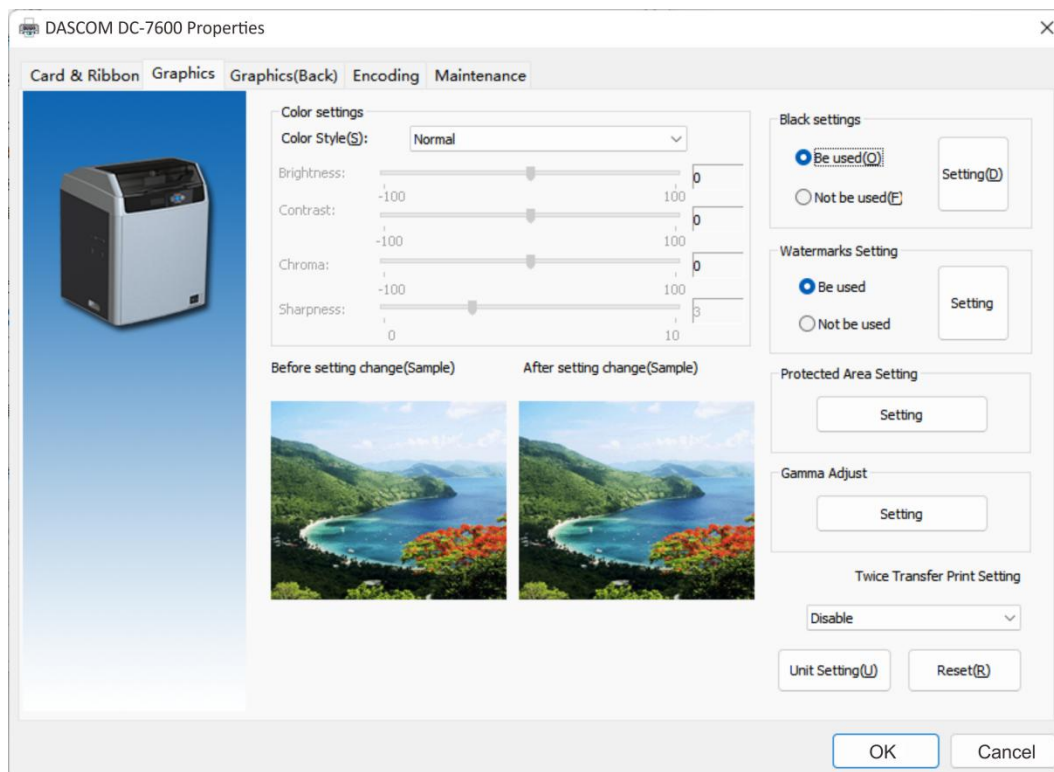 DASCOM DC-7600 Properties
Card & Ribbon Graphics Graphics(Back) Encoding Maintenance
Color settings
Color Style(S): Normal
Brightness: 0
-100 100
Contrast: 0
-100 100
Chroma: 0
-100 100
Sharpness: 3
0 10
Before setting change(Sample) After setting change(Sample)
Black settings
Be used(O)
Not be used(F)
Setting(D)
Watermarks Setting
Be used
Not be used
Setting
Protected Area Setting
Setting
Gamma Adjust
Setting
Twice Transfer Print Setting
Disable
Unit Setting(U) Reset(R)
OK Cancel